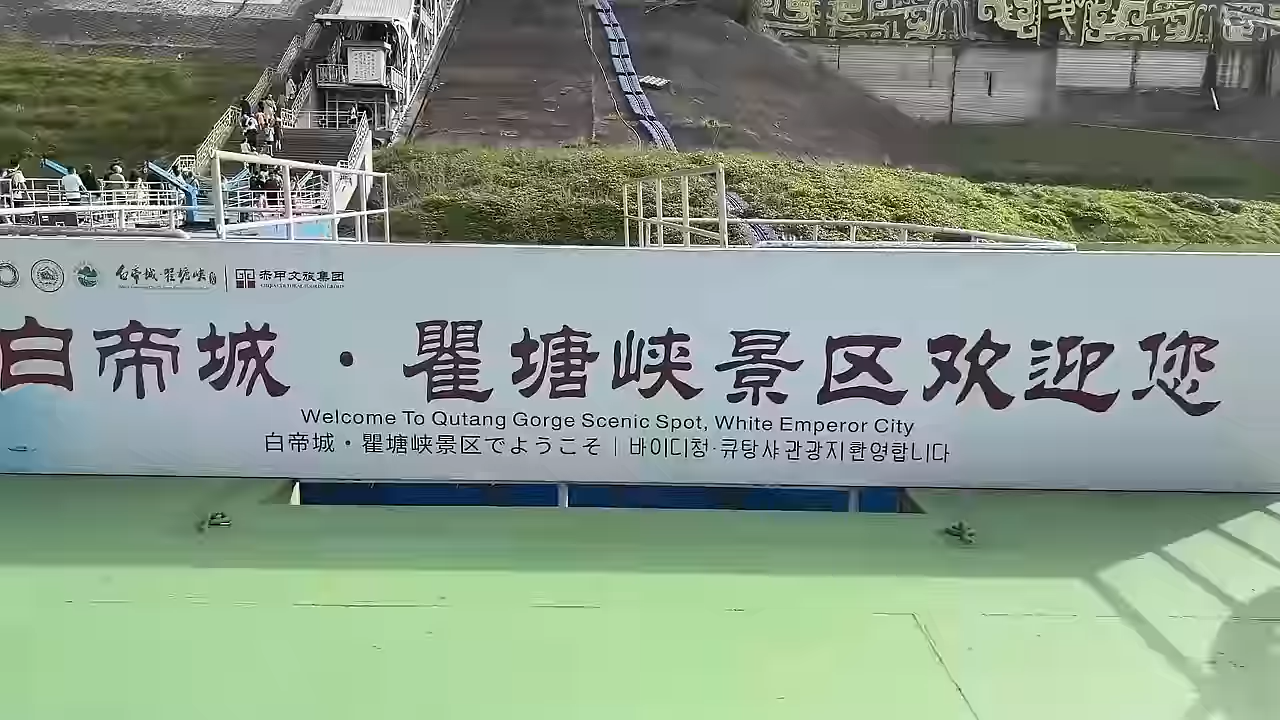 白帝城·瞿塘峡 赤甲文旅集团
白帝城·瞿塘峡景区欢迎您
Welcome To Qutang Gorge Scenic Spot, White Emperor City
白帝城・瞿塘峡景区でようこそ | 바이디청·큐탕샤관광지환영합니다